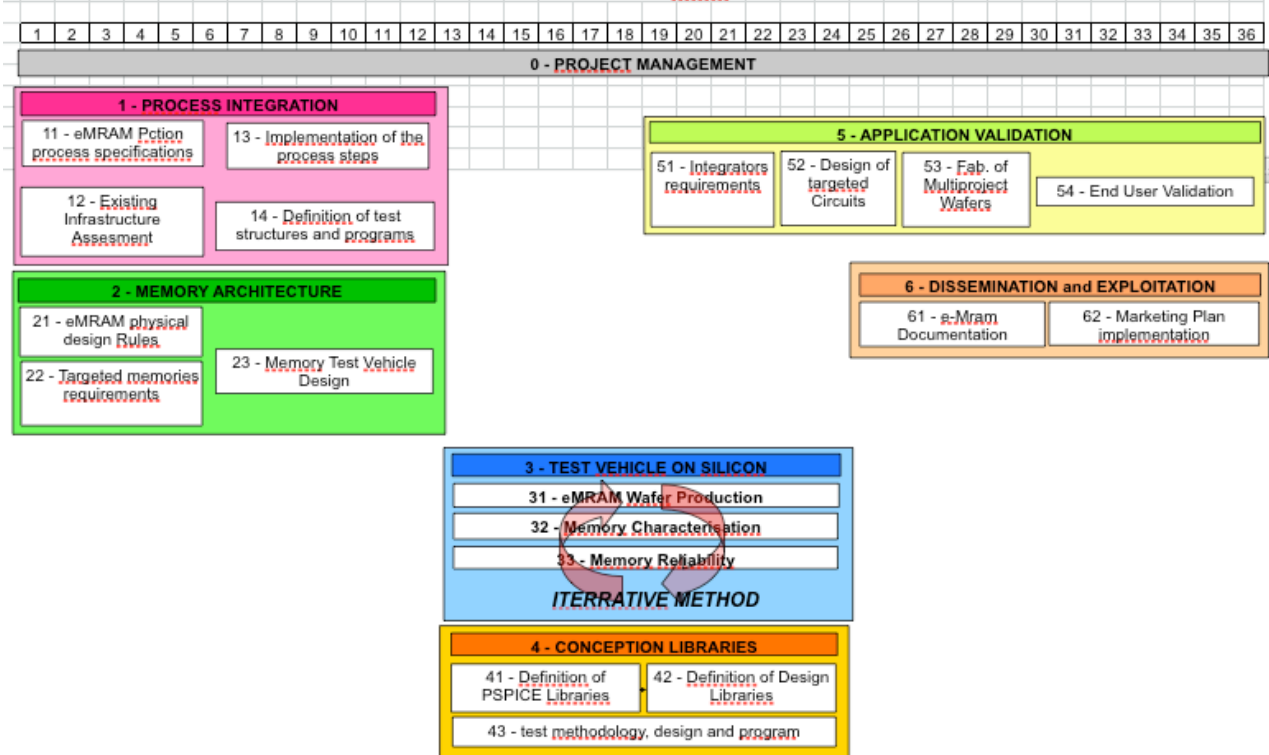 1 2 3 4 5 6 7 8 9 10 11 12 13 14 15 16 17 18 19 20 21 22 23 24 25 26 27 28 29 30 31 32 33 34 35 36
0 - PROJECT MANAGEMENT
1 - PROCESS INTEGRATION
11 - eMRAM Pction
process specifications
13 - Implementation of the
process steps
12 - Existing
Infrastructure
Assesment
14 - Definition of test
structures and programs
5 - APPLICATION VALIDATION
51 - Integrators
requirements
52 - Design of
targeted
Circuits
53 - Fab. of
Multiproject
Wafers
54 - End User Validation
2 - MEMORY ARCHITECTURE
21 - eMRAM physical
design Rules
22 - Targeted memories
requirements
23 - Memory Test Vehicle
Design
6 - DISSEMINATION and EXPLOITATION
61 - e-Mram
Documentation
62 - Marketing Plan
implementation
3 - TEST VEHICLE ON SILICON
31 - eMRAM Wafer Production
32 - Memory Characterisation
33 - Memory Reliability
ITERRATIVE METHOD
4 - CONCEPTION LIBRARIES
41 - Definition of
PSPICE Libraries
42 - Definition of Design
Libraries
43 - test methodology, design and program